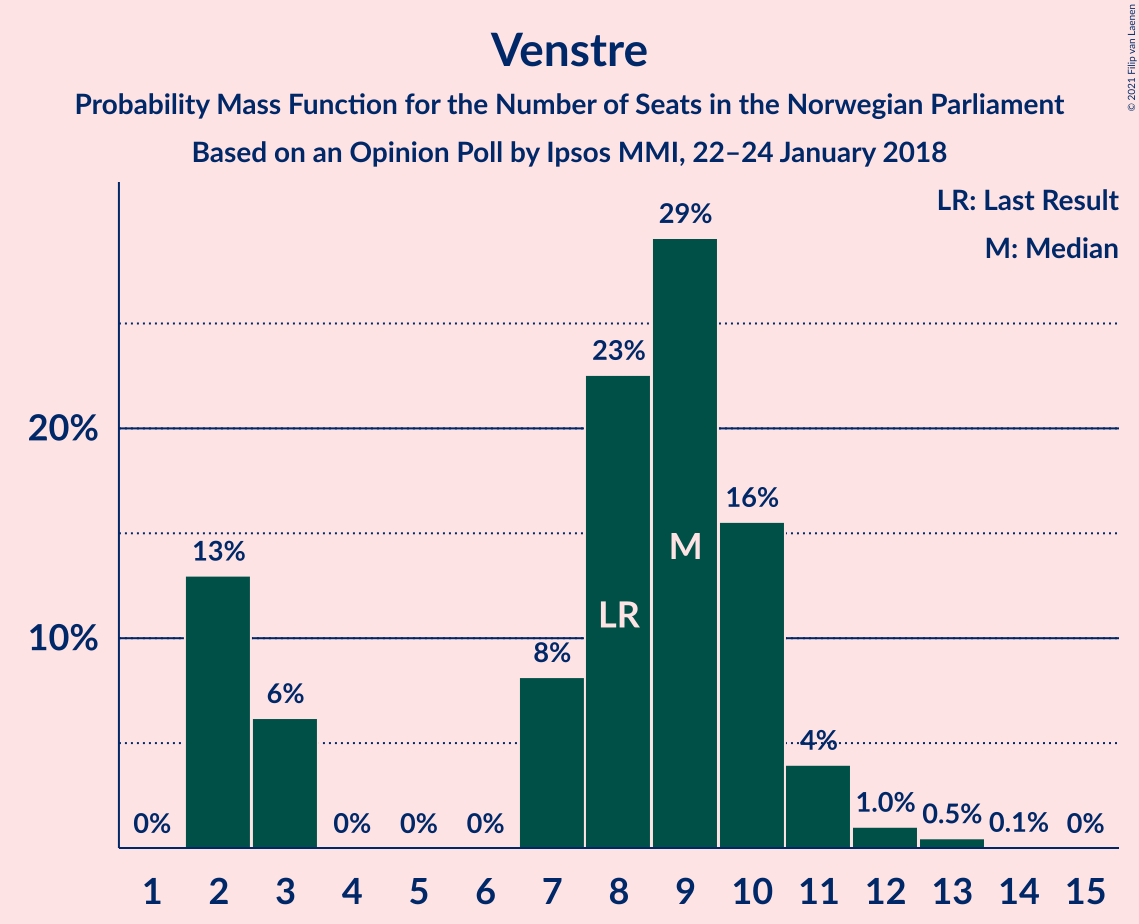 Venstre
Probability Mass Function for the Number of Seats in the Norwegian Parliament
Based on an Opinion Poll by Ipsos MMI, 22–24 January 2018
© 2021 Filip van Laenen
LR: Last Result
M: Median
29%
23%
20%
16%
M
13%
LR
10%
8%
6%
4%
1.0%
0.5%
0% 0% 0% 0% 0.1% 0%
1 2 3 4 5 6 7 8 9 10 11 12 13 14 15